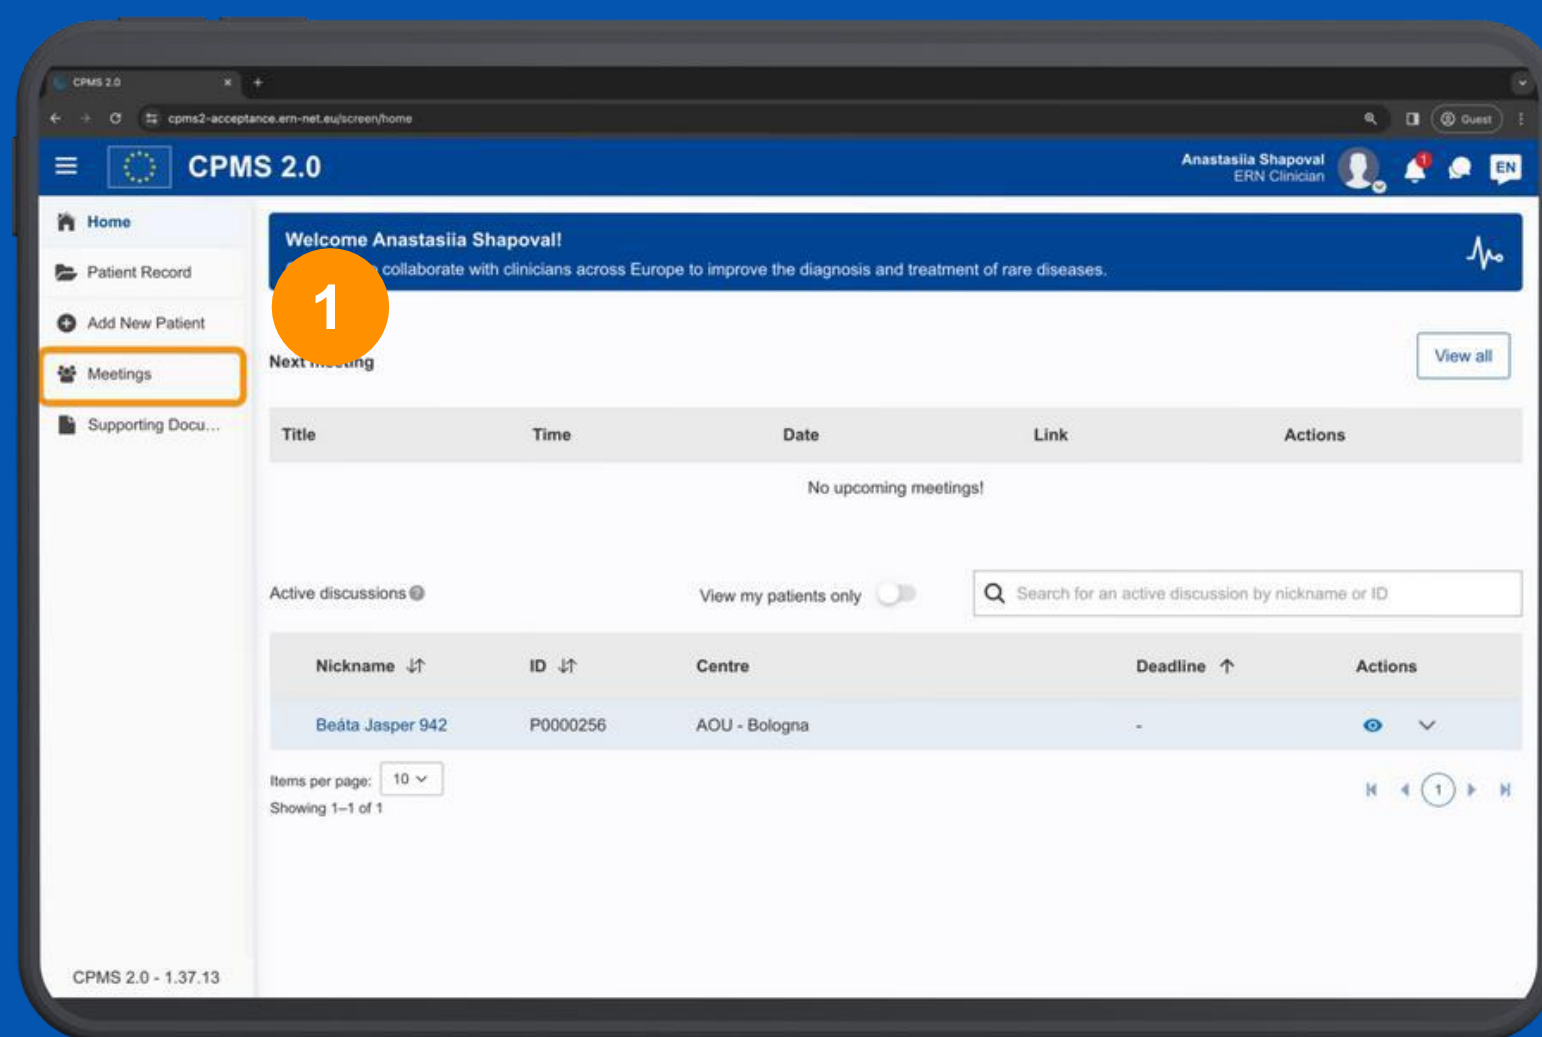 CPMS 2.0
cpms2-acceptance.ern-net.eu/screen/home
Guest
CPMS 2.0
Anastasiia Shapoval
ERN Clinician
1
EN
Home
Patient Record
Add New Patient
Meetings
Supporting Docu...
CPMS 2.0 - 1.37.13
Welcome Anastasiia Shapoval!
collaborate with clinicians across Europe to improve the diagnosis and treatment of rare diseases.
1
Next
View all
Title Time Date Link Actions
No upcoming meetings!
Active discussions View my patients only Search for an active discussion by nickname or ID
Nickname ID Centre Deadline Actions
Beáta Jasper 942 P0000256 AOU - Bologna -
Items per page: 10
Showing 1–1 of 1
1